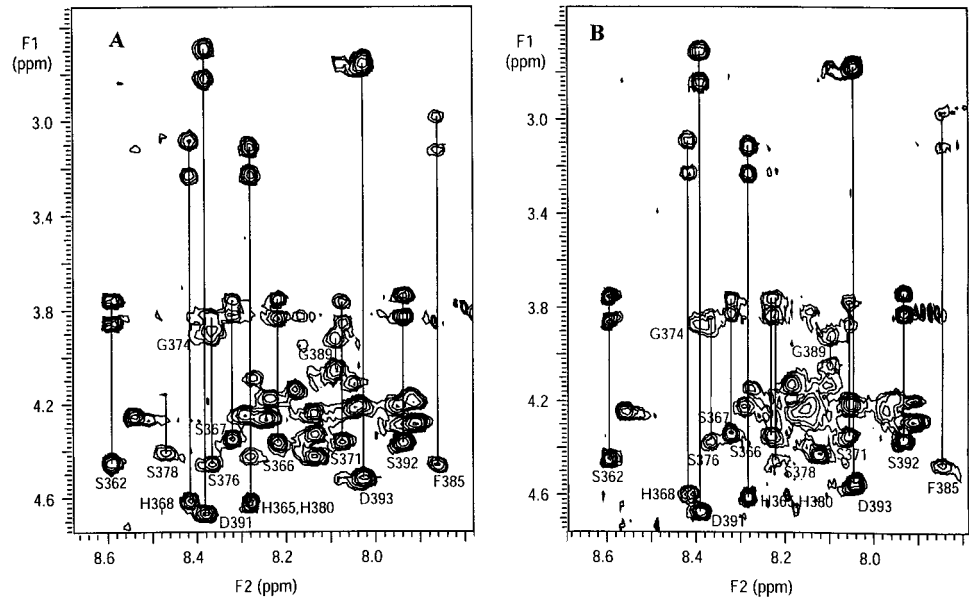 A
F1
(ppm)
3.0
3.4
3.8
4.2
4.6
G374
G389
S367
S362
S378
S376
S366
S371
S392
F385
H368
D391
H365,H380
D393
8.6
8.4
8.2
8.0
F2 (ppm)
B
F1
(ppm)
3.0
3.4
3.8
4.2
4.6
G374
G389
S367
S362
S376
S366
S378
S371
S392
F385
H368
D391
H365,H380
D393
8.6
8.4
8.2
8.0
F2 (ppm)